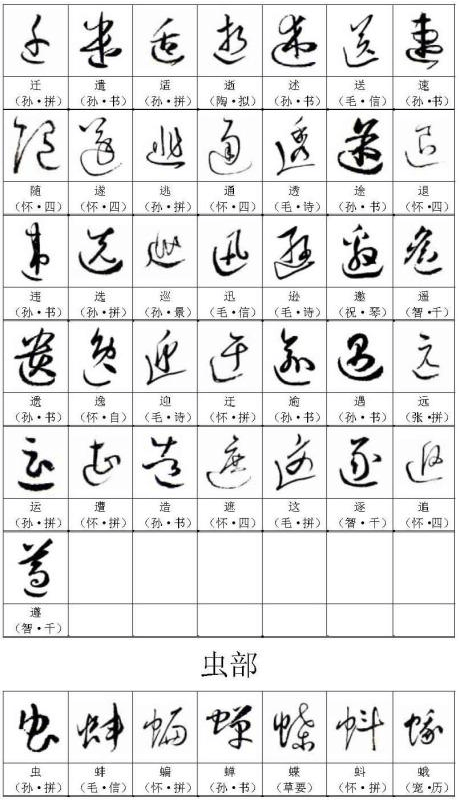 迁 遣 适 逝 述 送 速
(孙·拼) (孙·书) (孙·拼) (陶·拟) (孙·书) (毛·信) (孙·书)
随 遂 逃 通 透 途 退
(怀·四) (怀·四) (孙·拼) (怀·四) (毛·诗) (孙·书) (怀·四)
违 选 巡 迅 逊 邀 遥
(孙·书) (孙·拼) (孙·景) (毛·信) (毛·诗) (祝·琴) (智·千)
遗 逸 迎 迂 逾 遇 远
(孙·书) (怀·自) (毛·诗) (怀·拼) (孙·书) (孙·书) (张·拼)
运 遭 造 遮 这 逐 追
(孙·拼) (怀·拼) (孙·书) (怀·四) (毛·拼) (智·千) (怀·四)
遵
(智·千)
虫部
虫 蚌 蝙 蝉 蝶 蚪 蛾
(孙·拼) (毛·信) (怀·拼) (孙·书) (草要) (怀·拼) (宠·历)